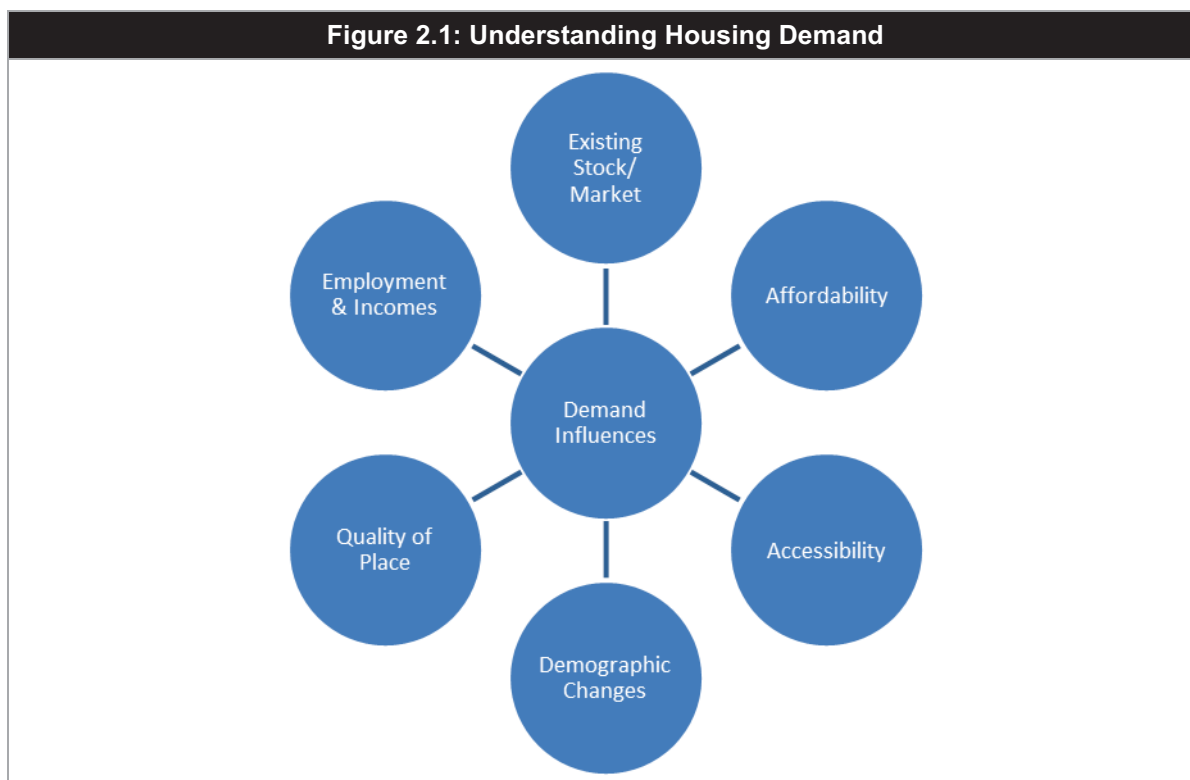 Figure 2.1: Understanding Housing Demand
Existing
Stock/
Market
Employment
& Incomes
Affordability
Demand
Influences
Quality of
Place
Accessibility
Demographic
Changes